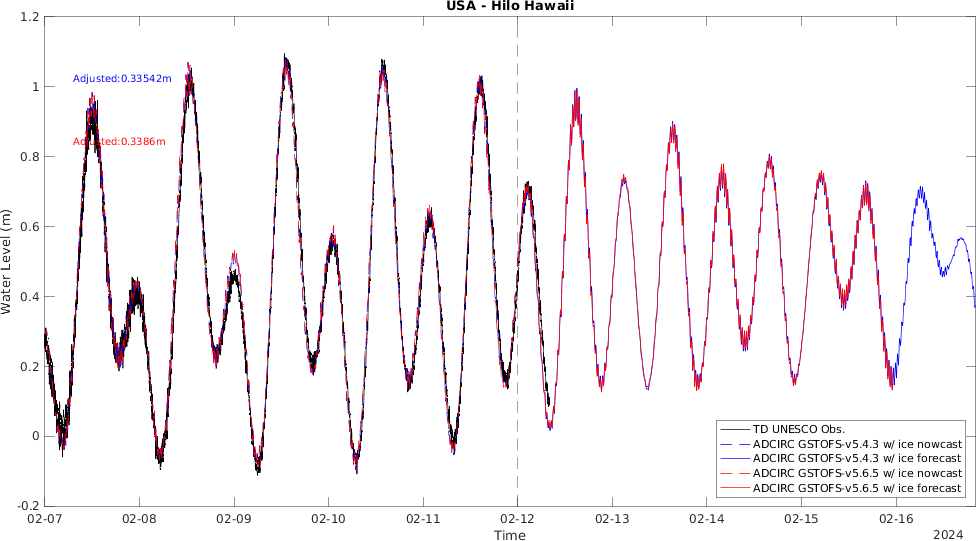 USA - Hilo Hawaii
1.2
1
0.8
0.6
0.4
0.2
0
-0.2
Water Level (m)
Adjusted:0.33542m
Adjusted:0.3386m
TD UNESCO Obs.
ADCIRC GSTOFS-v5.4.3 w/ ice nowcast
ADCIRC GSTOFS-v5.4.3 w/ ice forecast
ADCIRC GSTOFS-v5.6.5 w/ ice nowcast
ADCIRC GSTOFS-v5.6.5 w/ ice forecast
02-07 02-08 02-09 02-10 02-11 02-12 02-13 02-14 02-15 02-16
Time
2024